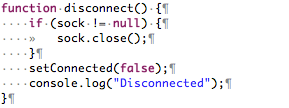 function disconnect() {¶
····if (sock != null) {¶
····»   sock.close();¶
····}¶
····setConnected(false);¶
····console.log("Disconnected");¶
}¶